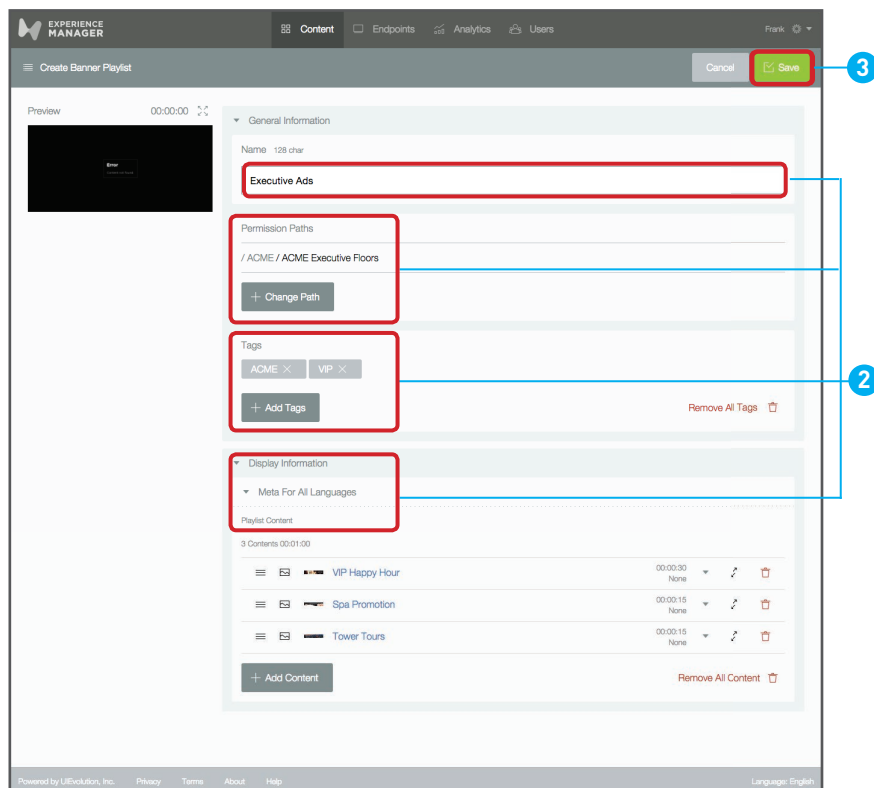 EXPERIENCE
MANAGER
Content Endpoints Analytics Users Frank
Create Banner Playlist Cancel Save
3
Preview 00:00:00
General Information
Name 128 char
Error
Executive Ads
Permission Paths
/ ACME / ACME Executive Floors
+ Change Path
Tags
ACME × VIP ×
2
+ Add Tags Remove All Tags
Display Information
Meta For All Languages
Playlist Content
3 Contents 00:01:00
VIP Happy Hour 00:00:30
None
Spa Promotion 00:00:15
None
Tower Tours 00:00:15
None
+ Add Content Remove All Content
Powered by UIEvolution, Inc. Privacy Terms About Help Language: English